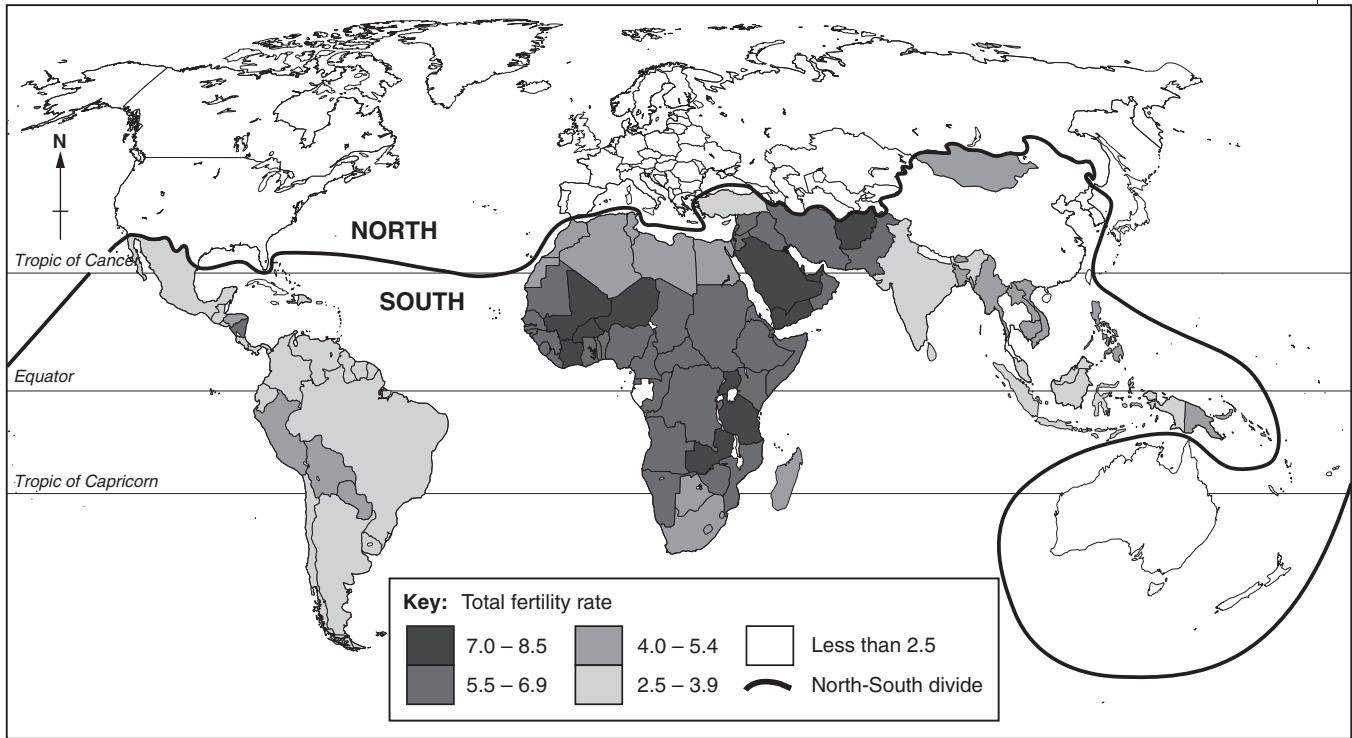 N
NORTH
Tropic of Cancer
SOUTH
Equator
Tropic of Capricorn
Key: Total fertility rate
7.0 – 8.5
4.0 – 5.4
Less than 2.5
5.5 – 6.9
2.5 – 3.9
North-South divide